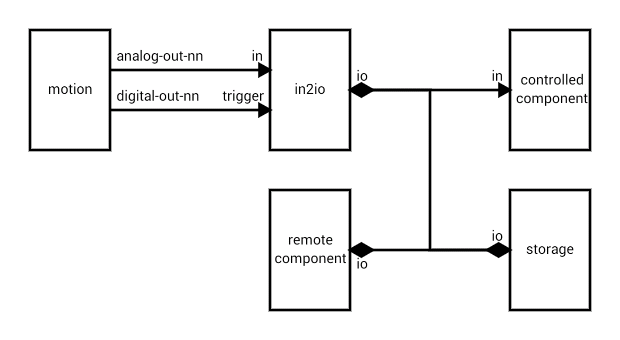 analog-out-nn in
motion
digital-out-nn trigger
in2io
io
in
controlled
component
remote
component
io
io
storage